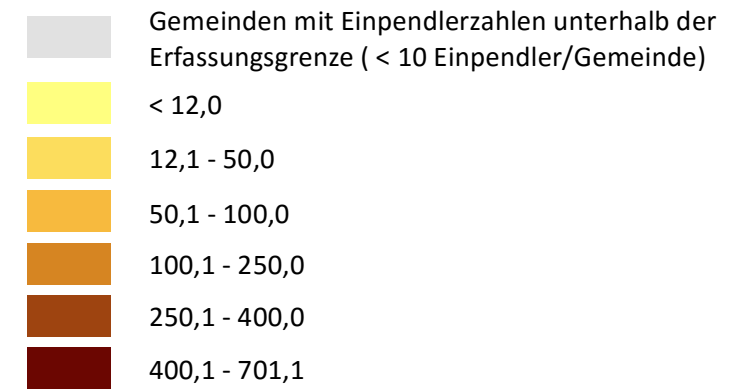 Gemeinden mit Einpendlerzahlen unterhalb der
Erfassungsgrenze ( < 10 Einpendler/Gemeinde)
< 12,0
12,1 - 50,0
50,1 - 100,0
100,1 - 250,0
250,1 - 400,0
400,1 - 701,1